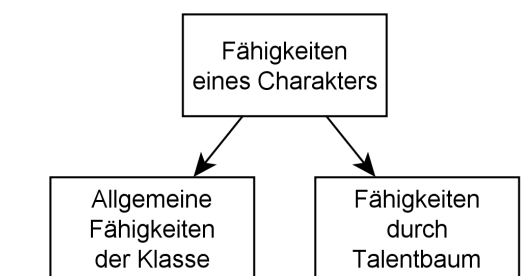 Fähigkeiten
eines Charakters
Allgemeine
Fähigkeiten
der Klasse
Fähigkeiten
durch
Talentbaum